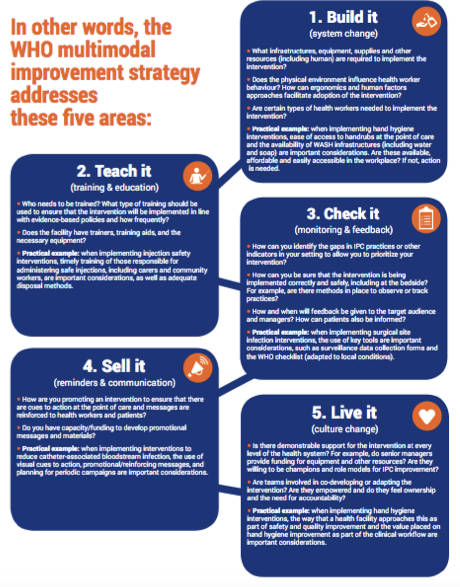 In other words, the
WHO multimodal
improvement strategy
addresses
these five areas:
1. Build it
(system change)
• What infrastructures, equipment, supplies and other
resources (including human) are required to implement the
intervention?
• Does the physical environment influence health worker
behaviour? How can ergonomics and human factors
approaches facilitate adoption of the intervention?
• Are certain types of health workers needed to implement the
intervention?
• Practical example: when implementing hand hygiene
interventions, ease of access to handrubs at the point of care
and the availability of WASH infrastructures (including water
and soap) are important considerations. Are these available,
affordable and easily accessible in the workplace? If not, action
is needed.
2. Teach it
(training & education)
• Who needs to be trained? What type of training should be
used to ensure that the intervention will be implemented in line
with evidence-based policies and how frequently?
• Does the facility have trainers, training aids, and the
necessary equipment?
• Practical example: when implementing injection safety
interventions, timely training of those responsible for
administering safe injections, including carers and community
workers, are important considerations, as well as adequate
disposal methods.
3. Check it
(monitoring & feedback)
• How can you identify the gaps in IPC practices or other
indicators in your setting to allow you to prioritize your
intervention?
• How can you be sure that the intervention is being
implemented correctly and safely, including at the bedside?
For example, are there methods in place to observe or track
practices?
• How and when will feedback be given to the target audience
and managers? How can patients also be informed?
• Practical example: when implementing surgical site
infection interventions, the use of key tools are important
considerations, such as surveillance data collection forms and
the WHO checklist (adapted to local conditions).
4. Sell it
(reminders & communication)
• How are you promoting an intervention to ensure that there
are cues to action at the point of care and messages are
reinforced to health workers and patients?
• Do you have capacity/funding to develop promotional
messages and materials?
• Practical example: when implementing interventions to
reduce catheter-associated bloodstream infection, the use of
visual cues to action, promotional/reinforcing messages, and
planning for periodic campaigns are important considerations.
5. Live it
(culture change)
• Is there demonstrable support for the intervention at every
level of the health system? For example, do senior managers
provide funding for equipment and other resources? Are they
willing to be champions and role models for IPC improvement?
• Are teams involved in co-developing or adapting the
intervention? Are they empowered and do they feel ownership
and the need for accountability?
• Practical example: when implementing hand hygiene
interventions, the way that a health facility approaches this as
part of safety and quality improvement and the value placed on
hand hygiene improvement as part of the clinical workflow are
important considerations.